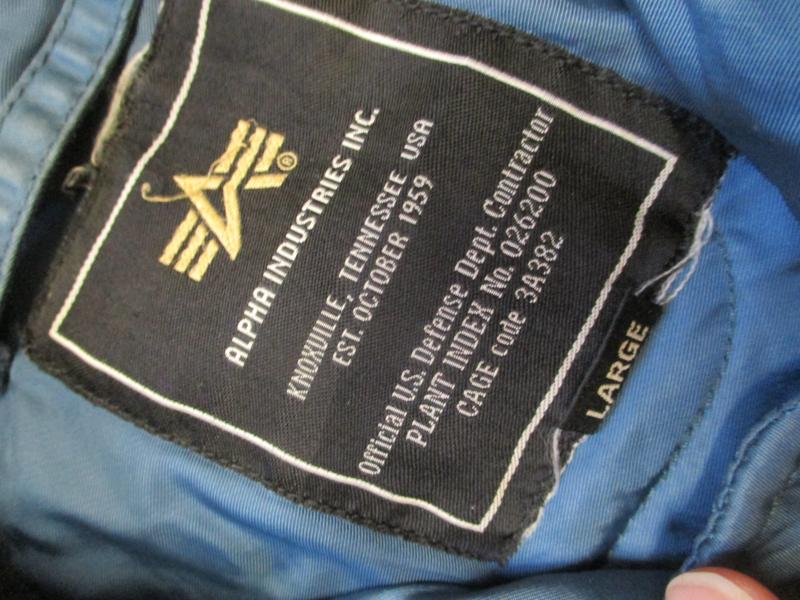 ®
ALPHA INDUSTRIES INC.
KNOXVILLE, TENNESSEE USA
EST. OCTOBER 1959
Official U.S. Defense Dept. Contractor
PLANT INDEX No. 026200
CAGE code 3A382
LARGE